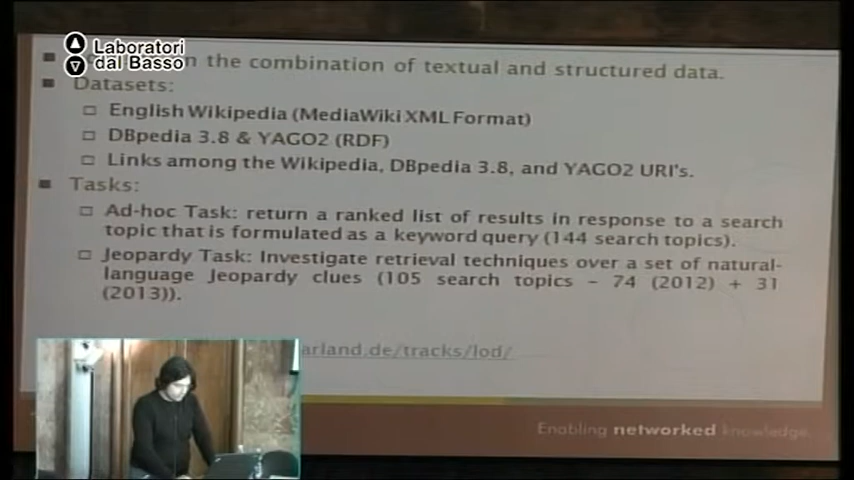 Laboratori
dal Basso
n the combination of textual and structured data.
Datasets:
English Wikipedia (MediaWiki XML Format)
DBpedia 3.8 & YAGO2 (RDF)
Links among the Wikipedia, DBpedia 3.8, and YAGO2 URI's.
Tasks:
Ad-hoc Task: return a ranked list of results in response to a search
topic that is formulated as a keyword query (144 search topics).
Jeopardy Task: Investigate retrieval techniques over a set of natural-
language Jeopardy clues (105 search topics – 74 (2012) + 31
(2013)).
arland.de/tracks/lod/
Enabling networked knowledge.